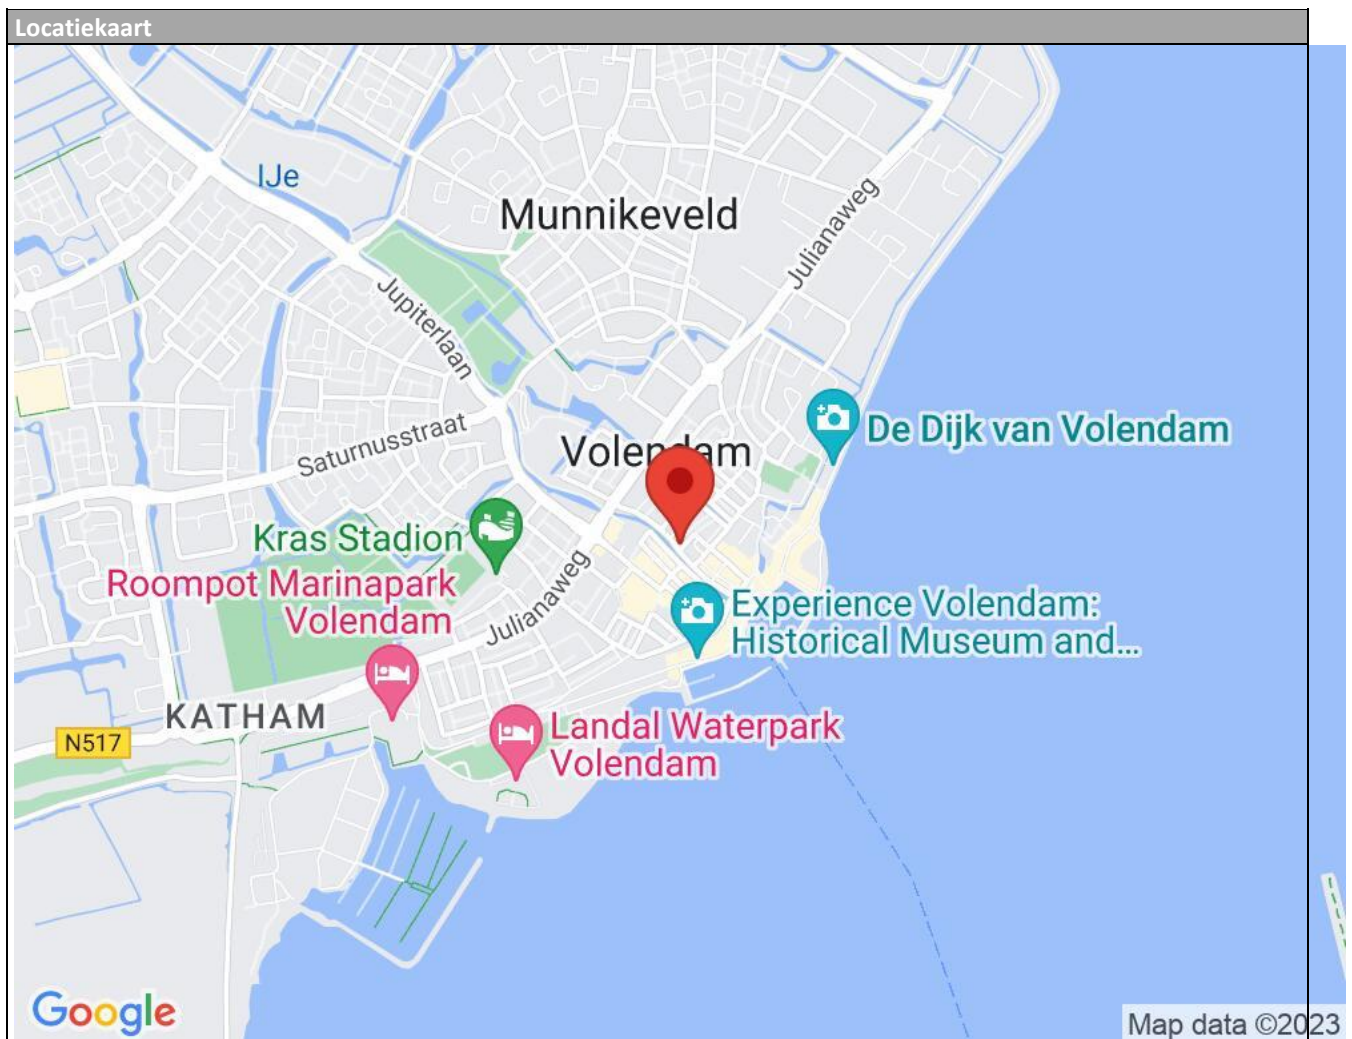 Locatiekaart
IJe
Munnikeveld
Julianaweg
Jupiterlaan
De Dijk van Volendam
Saturnusstraat
Volendam
Kras Stadion
Roompot Marinapark
Volendam
Julianaweg
Experience Volendam:
Historical Museum and...
KATHAM
N517
Landal Waterpark
Volendam
Google
Map data ©2023